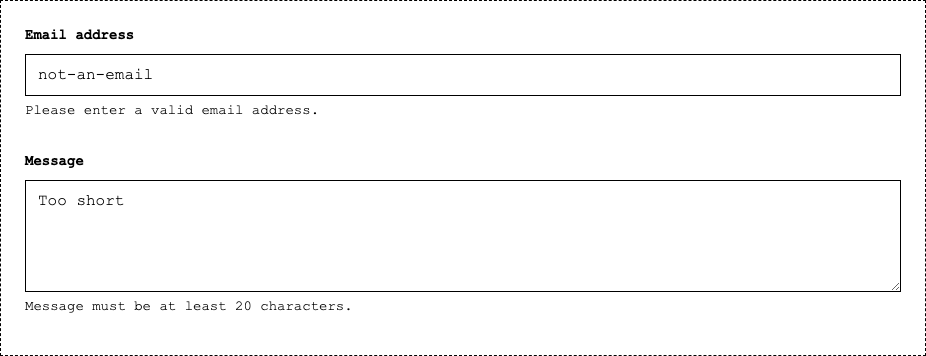 Email address
not-an-email
Please enter a valid email address.
Message
Too short
Message must be at least 20 characters.